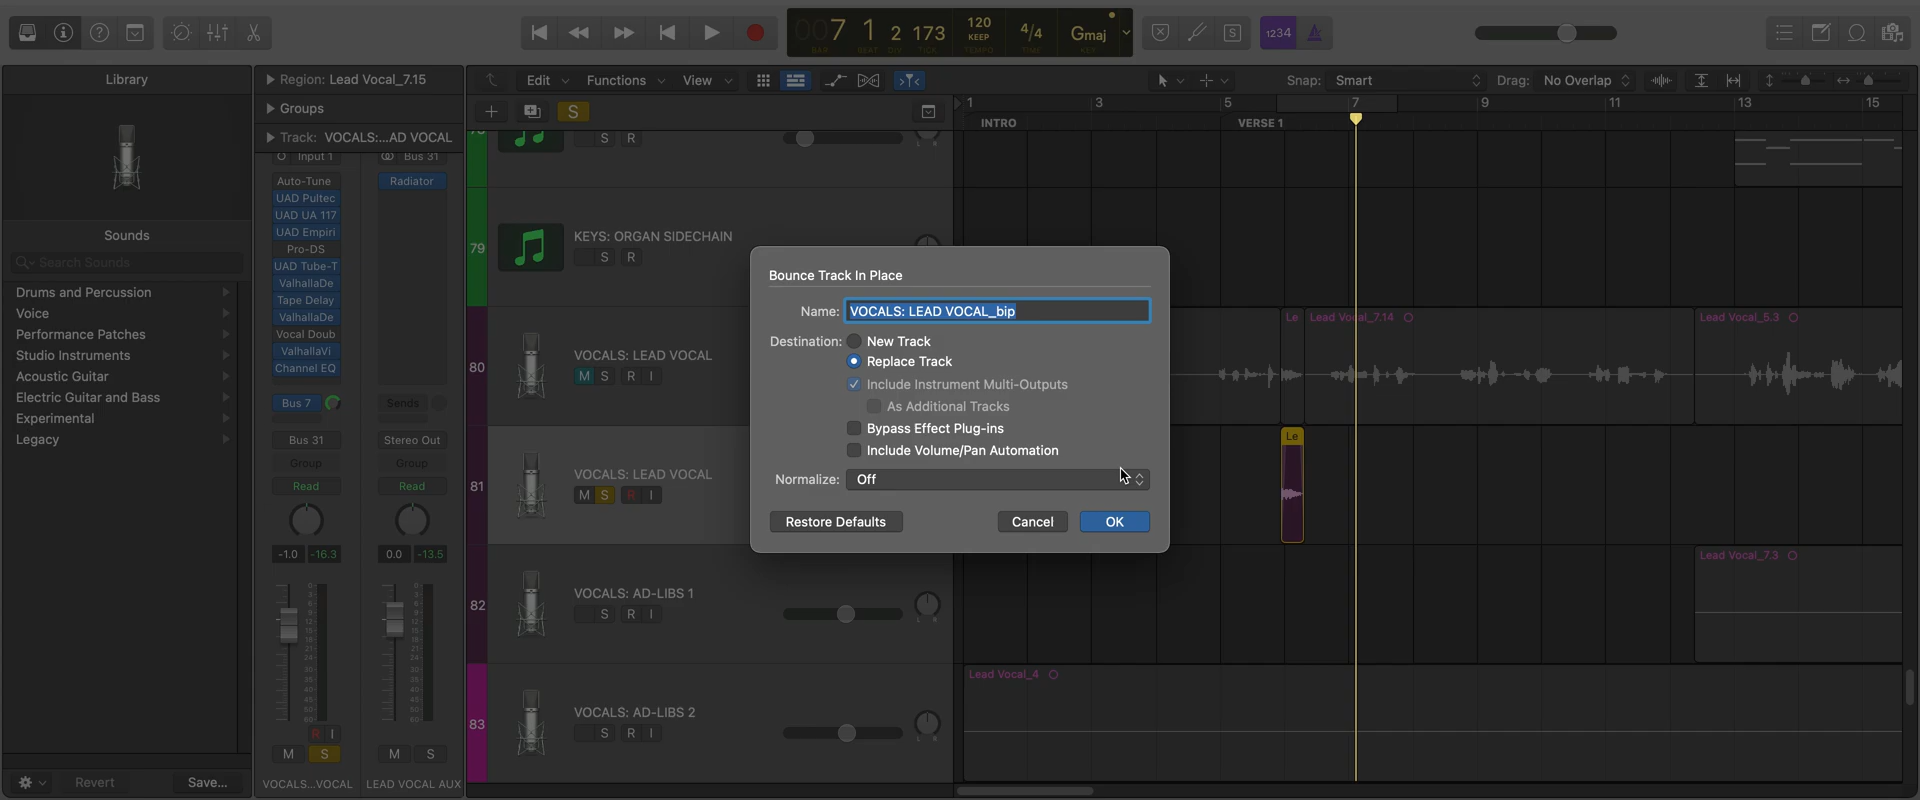 007 1 2 173 120 4/4 Gmaj
KEEP
BAR BEAT DIV TICK TEMPO TIME KEY
S
1234
Library
Region: Lead Vocal_7.15
Groups
Track: VOCALS:...AD VOCAL
Edit Functions View
Snap: Smart
Drag: No Overlap
S
1 3 5 7 9 11 13 15
INTRO
VERSE 1
Input 1
Bus 31
Auto-Tune
Radiator
UAD Pultec
UAD UA 117
UAD Empiri
Pro-DS
UAD Tube-T
ValhallaDe
Tape Delay
ValhallaDe
Vocal Doub
ValhallaVi
Channel EQ
Bus 7
Sends
Bus 31
Stereo Out
Group
Group
Read
Read
-1.0 -16.3
0.0 -13.5
R I
M S
M S
VOCALS...VOCAL
LEAD VOCAL AUX
Sounds
Search Sounds
Drums and Percussion
Voice
Performance Patches
Studio Instruments
Acoustic Guitar
Electric Guitar and Bass
Experimental
Legacy
Revert
Save...
S R
79
KEYS: ORGAN SIDECHAIN
S R
80
VOCALS: LEAD VOCAL
M S R I
81
VOCALS: LEAD VOCAL
M S R I
82
VOCALS: AD-LIBS 1
S R I
83
VOCALS: AD-LIBS 2
S R I
Le
Lead Vocal_7.14
Lead Vocal_5.3
Le
Lead Vocal_7.3
Lead Vocal_4
Bounce Track In Place
Name: VOCALS: LEAD VOCAL_bip
Destination: New Track
Replace Track
Include Instrument Multi-Outputs
As Additional Tracks
Bypass Effect Plug-ins
Include Volume/Pan Automation
Normalize: Off
Restore Defaults
Cancel
OK